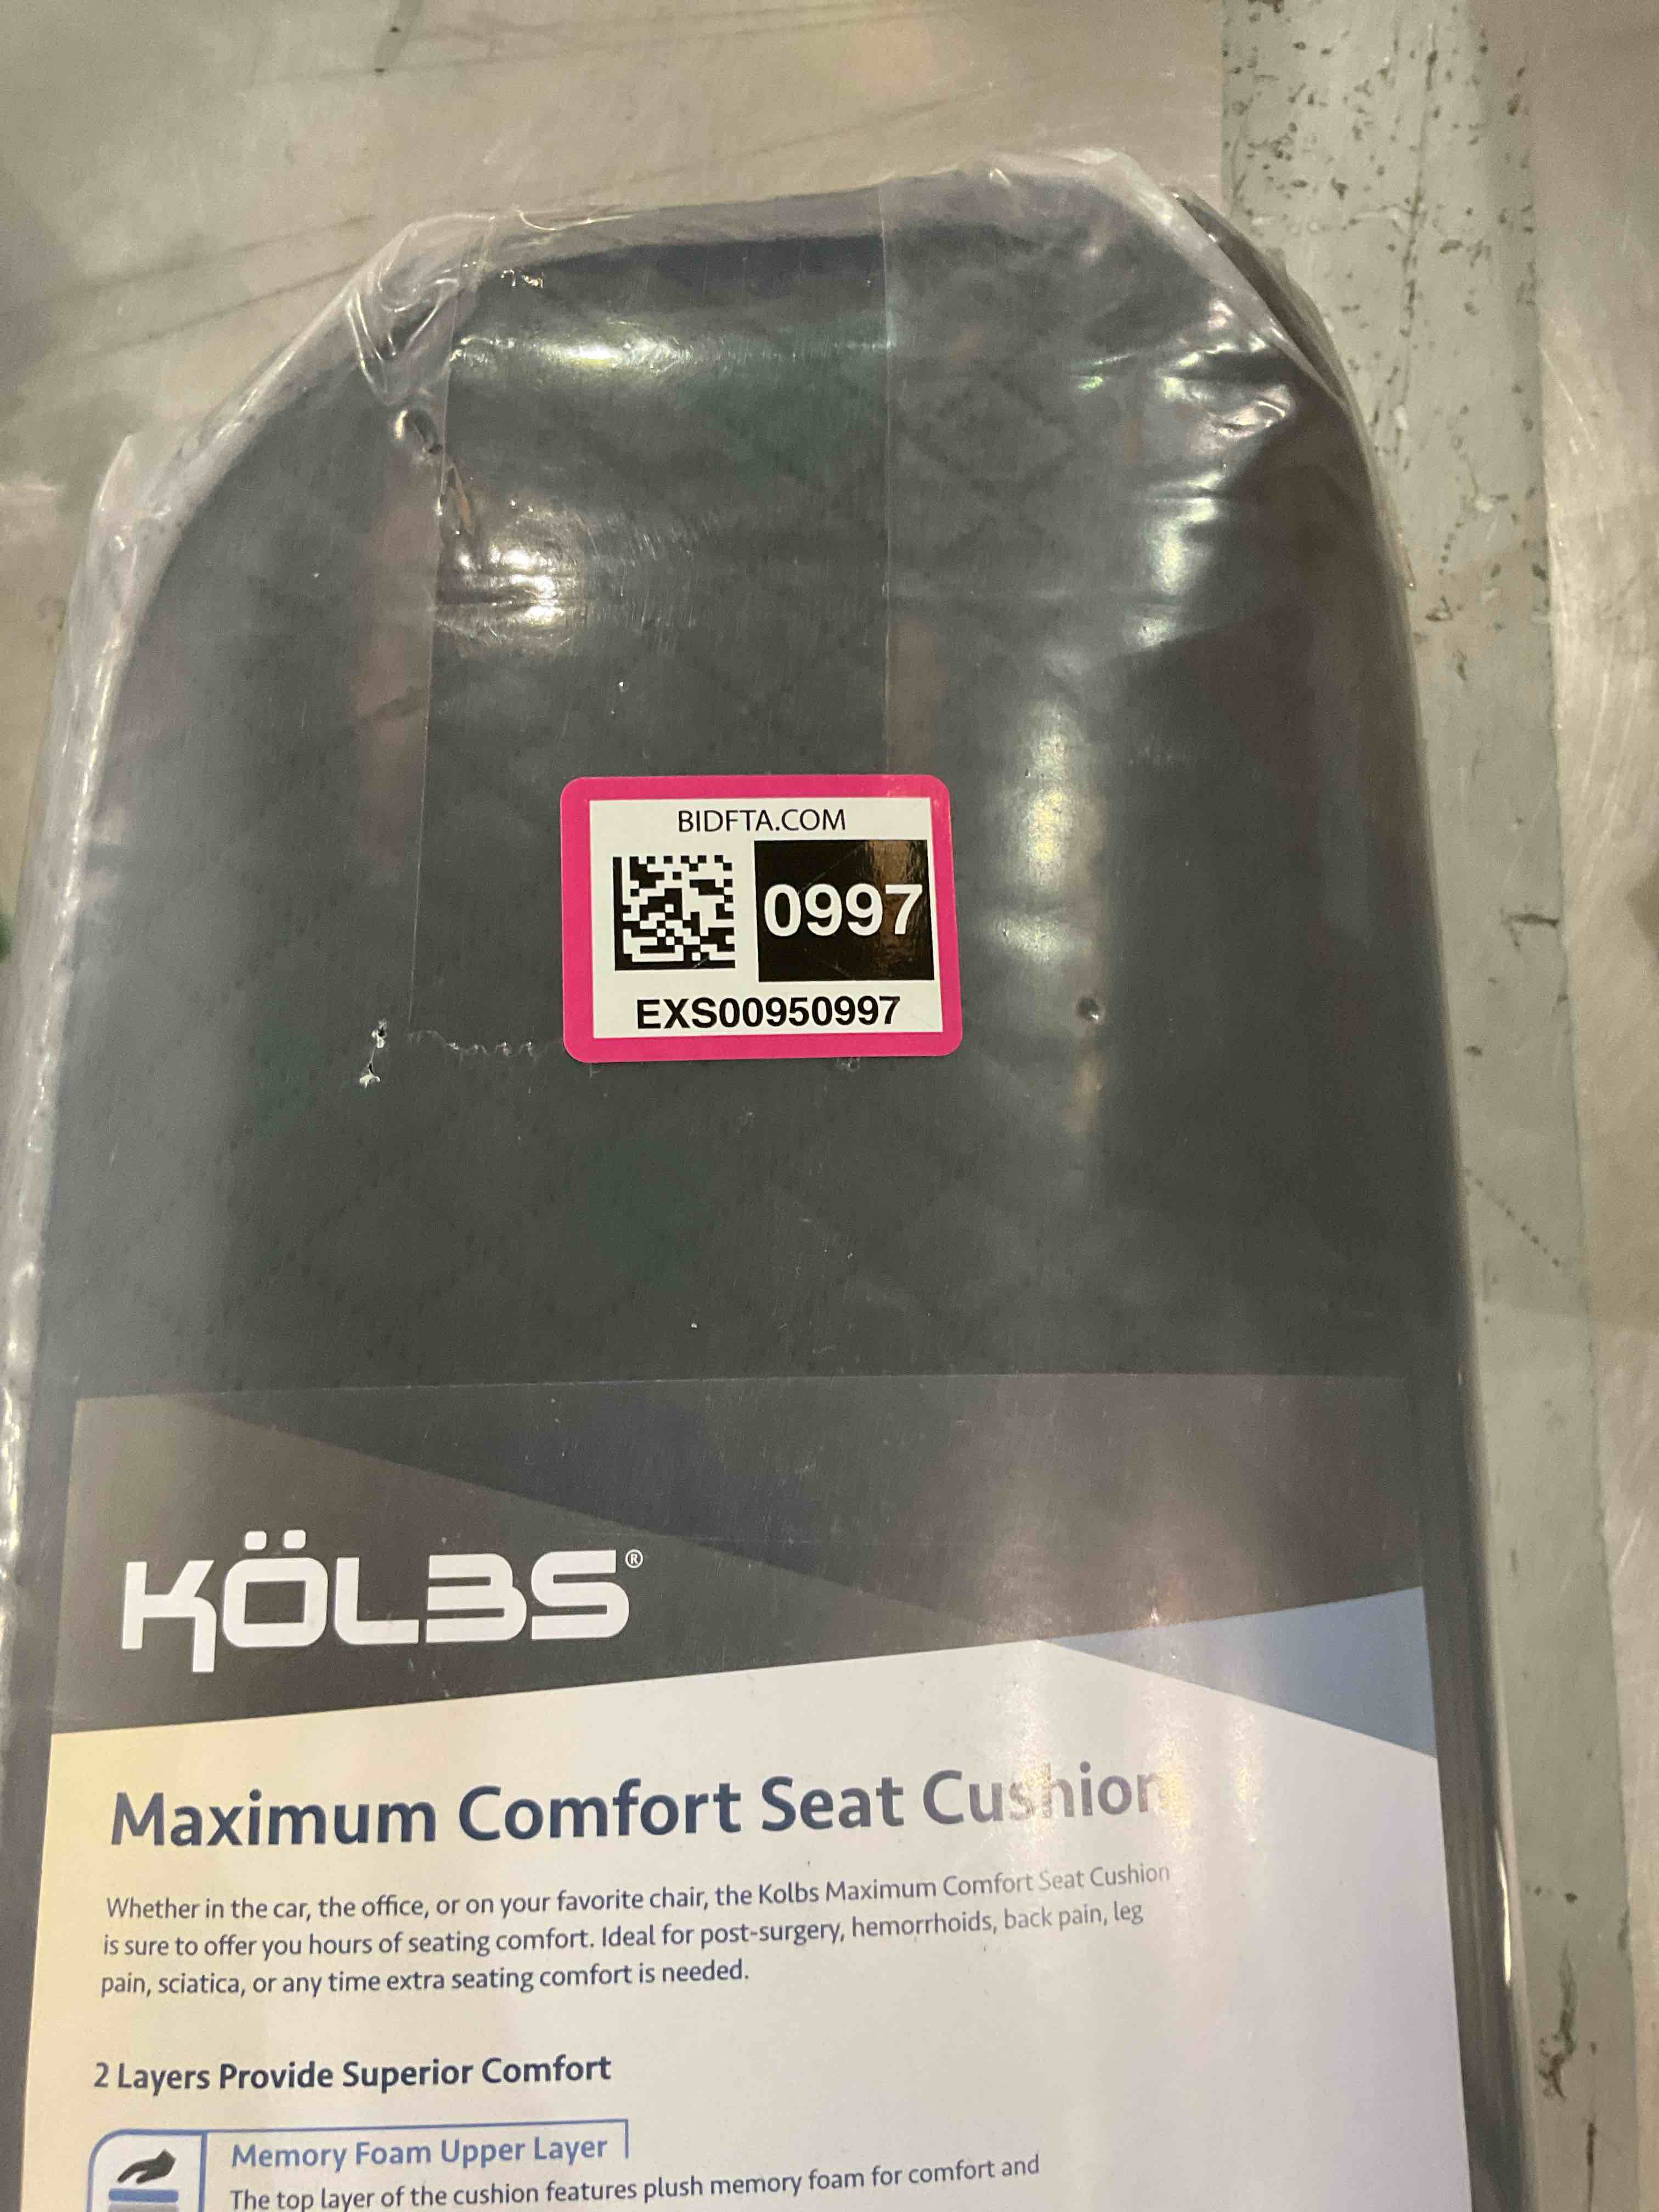 BIDFTA.COM
0997
EXS00950997
KÖLBS®
Maximum Comfort Seat Cushion
Whether in the car, the office, or on your favorite chair, the Kolbs Maximum Comfort Seat Cushion
is sure to offer you hours of seating comfort. Ideal for post-surgery, hemorrhoids, back pain, leg
pain, sciatica, or any time extra seating comfort is needed.
2 Layers Provide Superior Comfort
Memory Foam Upper Layer
The top layer of the cushion features plush memory foam for comfort and